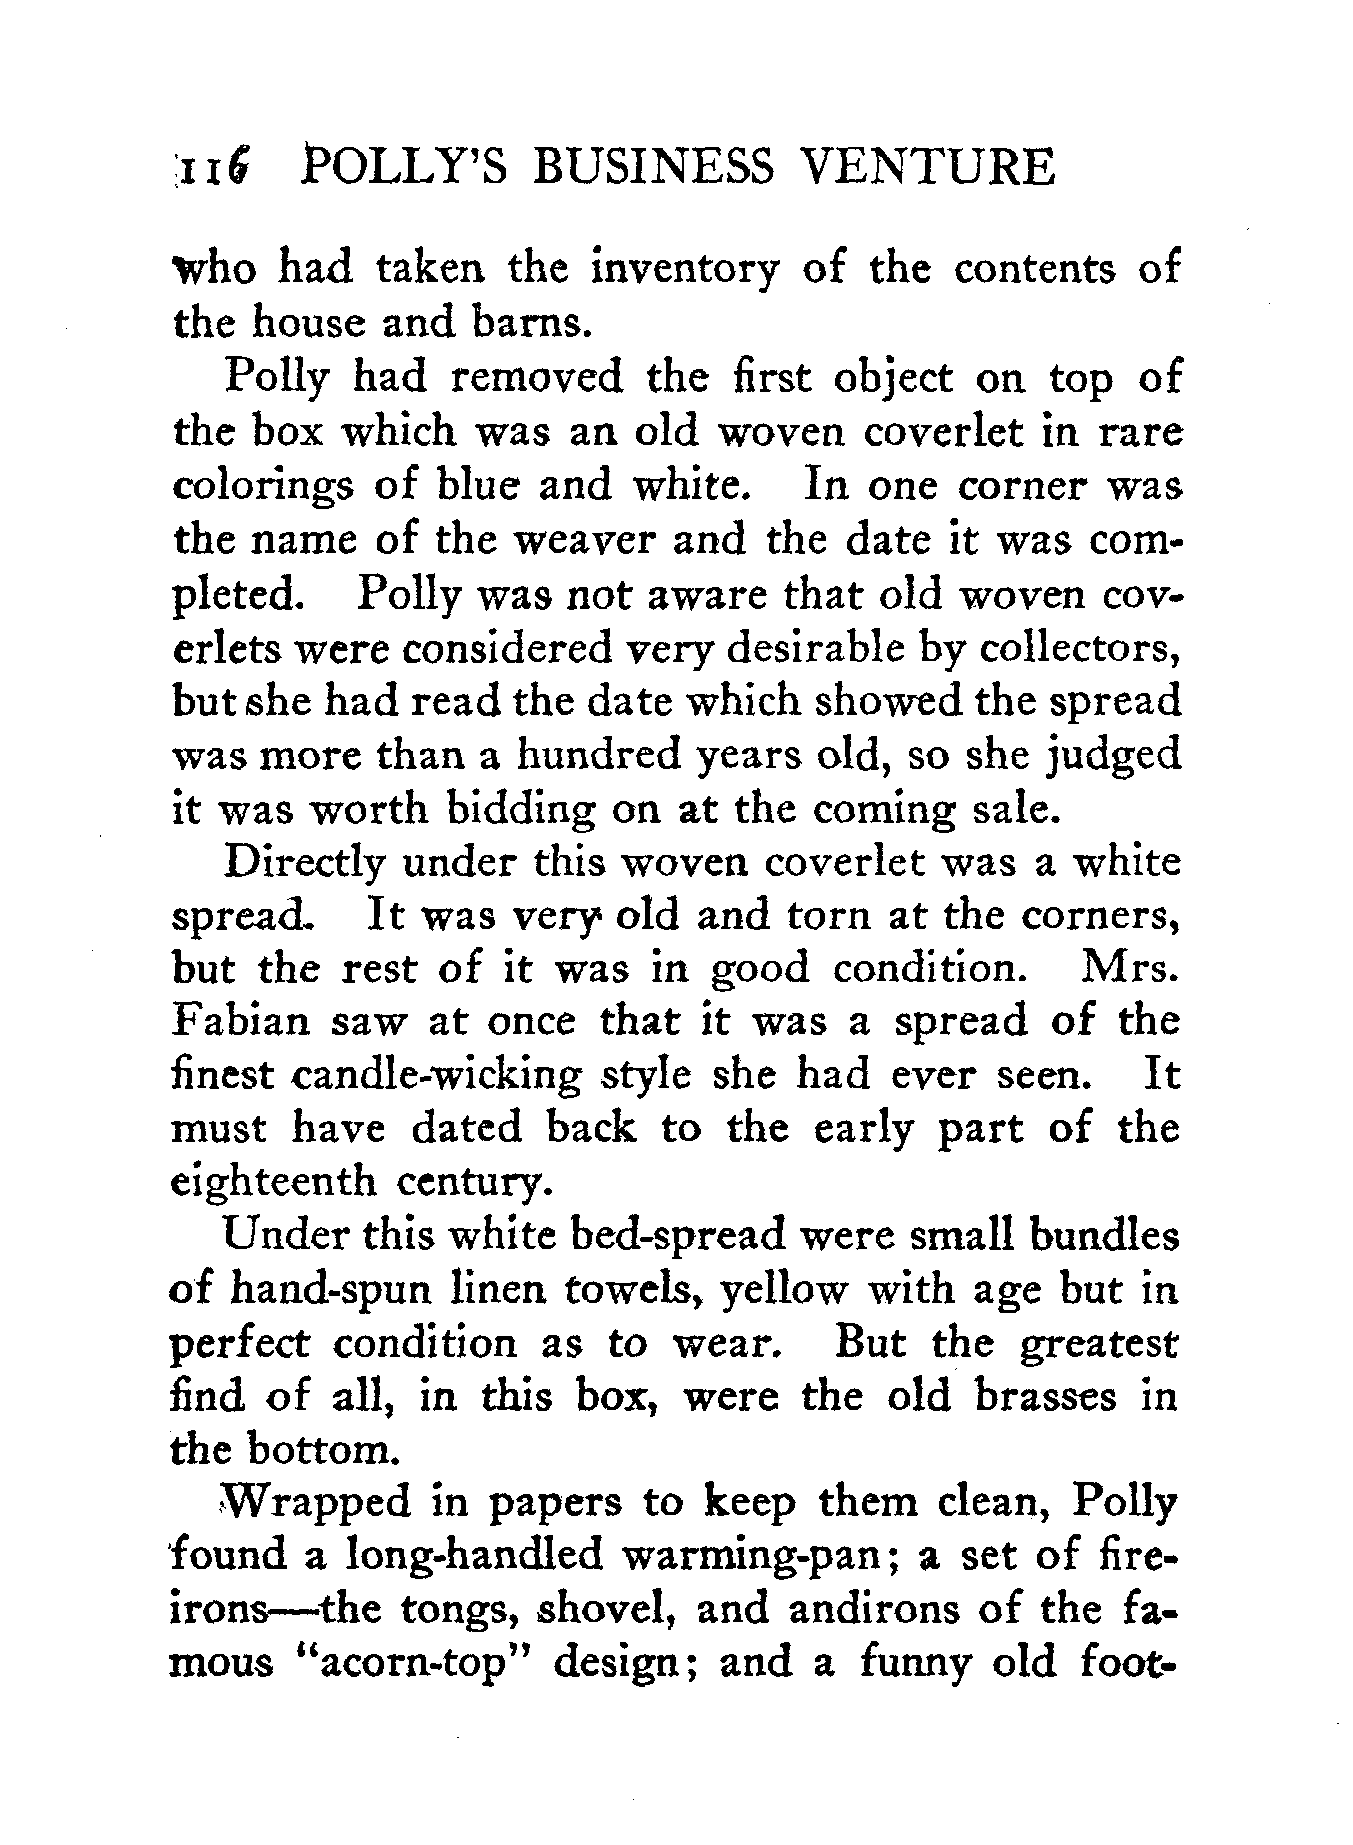 116 POLLY'S BUSINESS VENTURE
who had taken the inventory of the contents of
the house and barns.
Polly had removed the first object on top of
the box which was an old woven coverlet in rare
colorings of blue and white. In one corner was
the name of the weaver and the date it was com-
pleted. Polly was not aware that old woven cov-
erlets were considered very desirable by collectors,
but she had read the date which showed the spread
was more than a hundred years old, so she judged
it was worth bidding on at the coming sale.
Directly under this woven coverlet was a white
spread. It was very old and torn at the corners,
but the rest of it was in good condition. Mrs.
Fabian saw at once that it was a spread of the
finest candle-wicking style she had ever seen. It
must have dated back to the early part of the
eighteenth century.
Under this white bed-spread were small bundles
of hand-spun linen towels, yellow with age but in
perfect condition as to wear. But the greatest
find of all, in this box, were the old brasses in
the bottom.
Wrapped in papers to keep them clean, Polly
found a long-handled warming-pan; a set of fire-
irons—the tongs, shovel, and andirons of the fa-
mous "acorn-top" design; and a funny old foot-